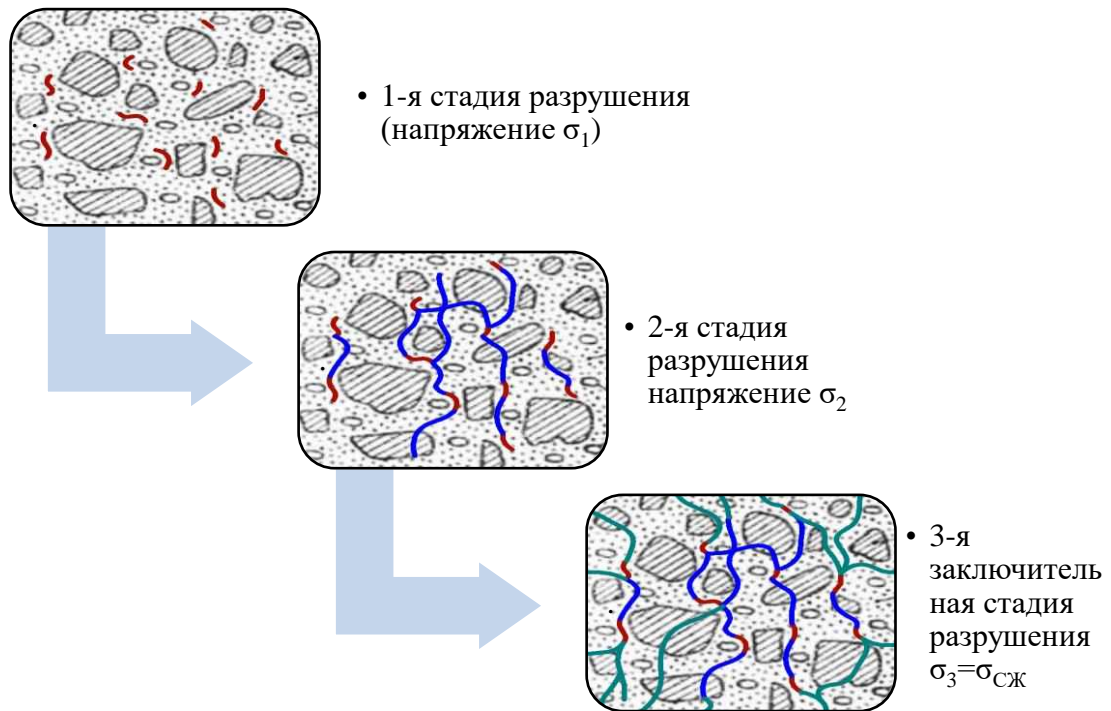 • 1-я стадия разрушения
(напряжение σ₁)
• 2-я стадия
разрушения
напряжение σ₂
• 3-я
заключитель
ная стадия
разрушения
σ₃=σСЖ